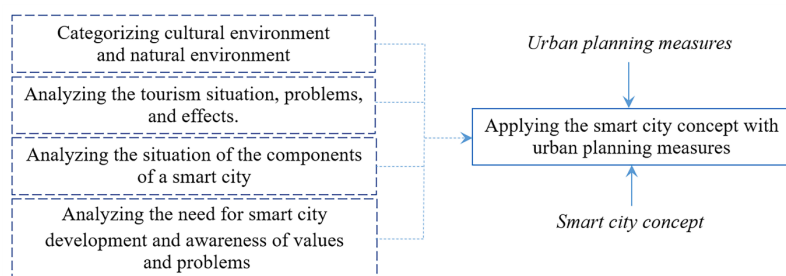 Categorizing cultural environment
and natural environment
Analyzing the tourism situation, problems,
and effects.
Analyzing the situation of the components
of a smart city
Analyzing the need for smart city
development and awareness of values
and problems
Urban planning measures
Applying the smart city concept with
urban planning measures
Smart city concept